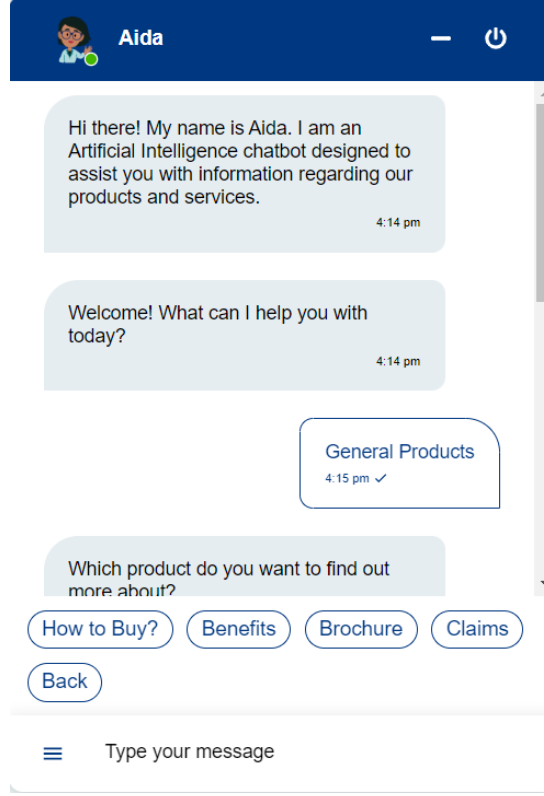 Aida
Hi there! My name is Aida. I am an
Artificial Intelligence chatbot designed to
assist you with information regarding our
products and services.
4:14 pm
Welcome! What can I help you with
today?
4:14 pm
General Products
4:15 pm
Which product do you want to find out
more about?
How to Buy?
Benefits
Brochure
Claims
Back
Type your message